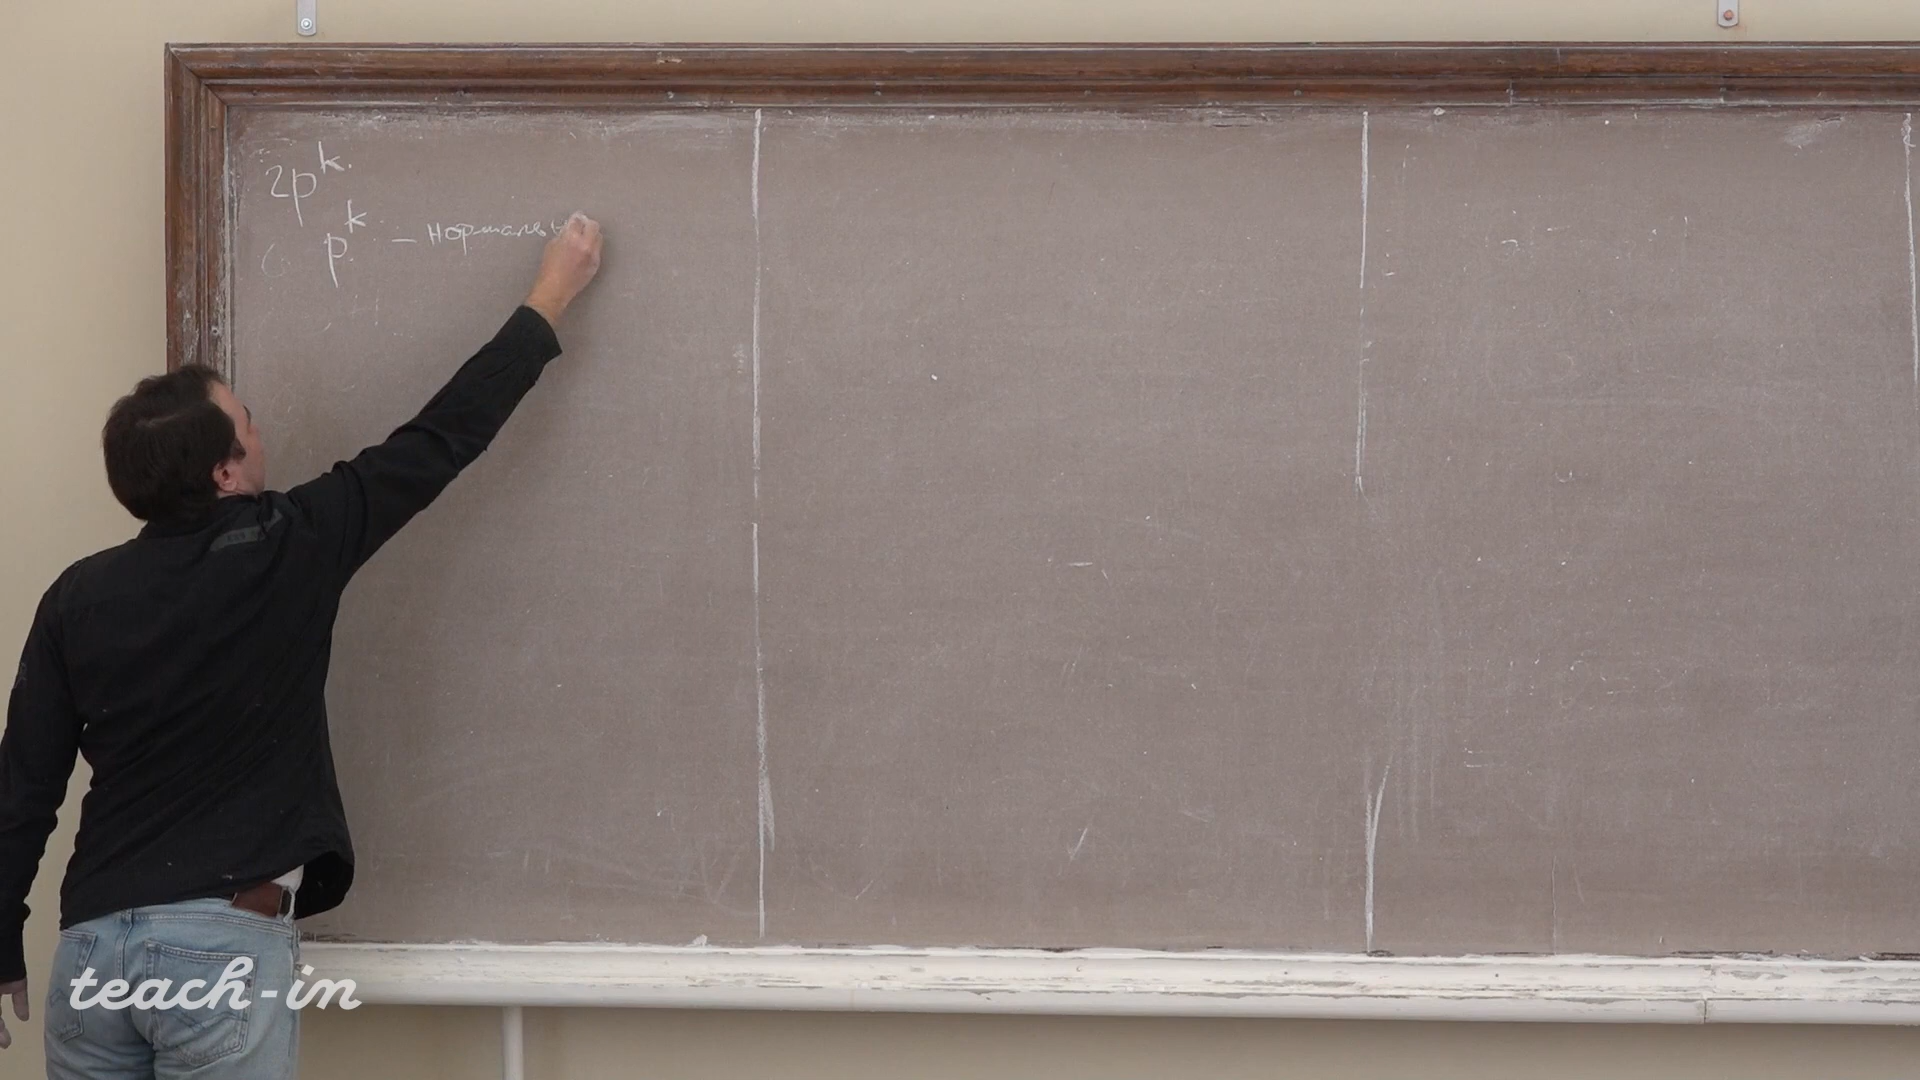 2p^k.
p^k. – нормальн
teach-in